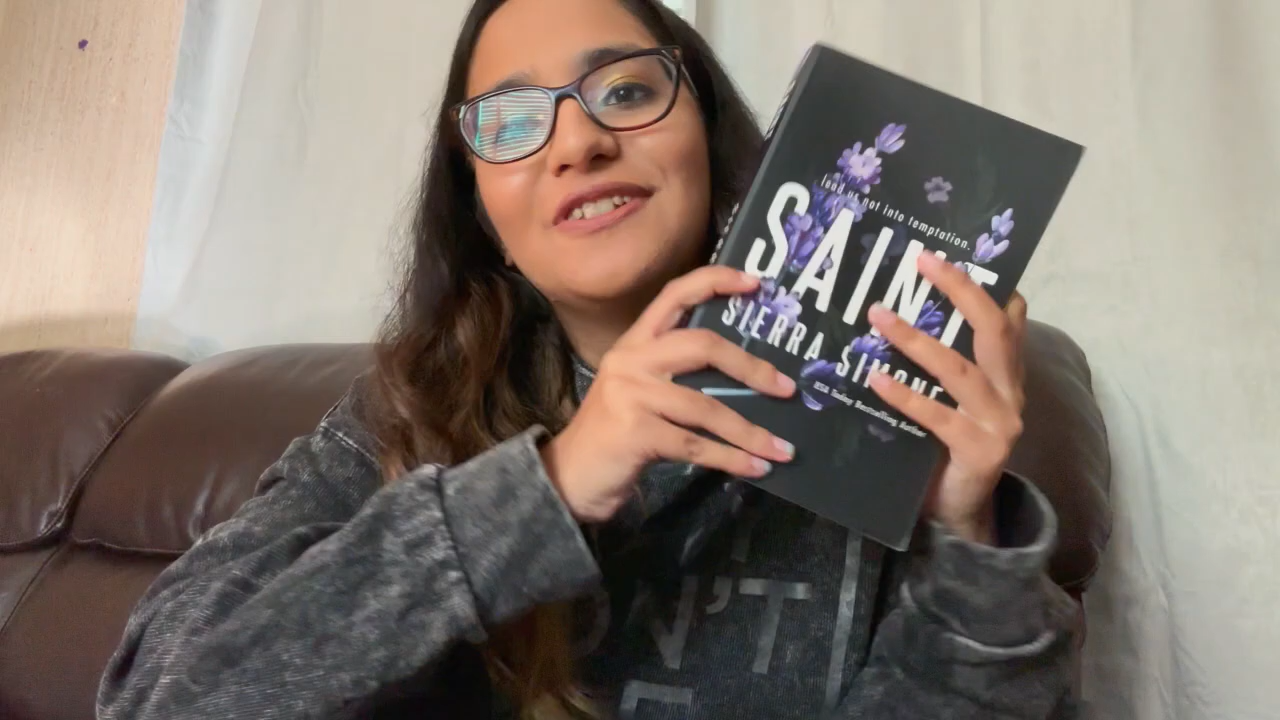 lead us not into temptation.
SAINT
SIERRA SIMONE
USA Today Bestselling Author
N'T